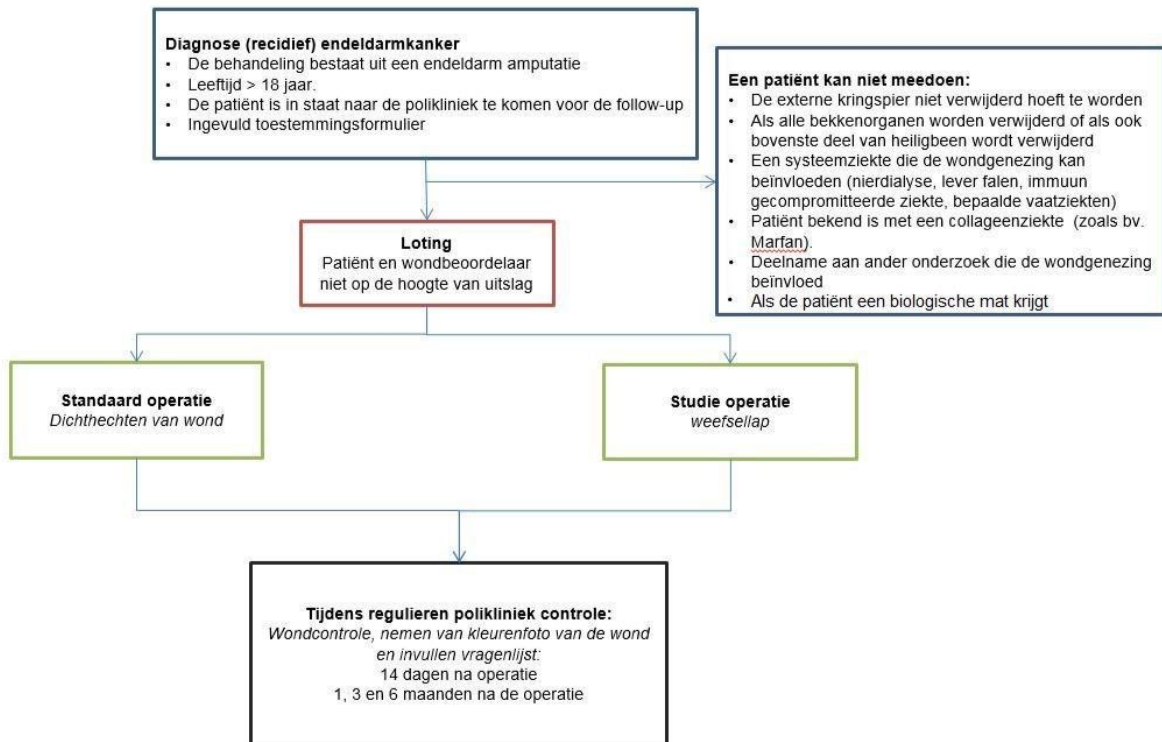 Diagnose (recidief) endeldarmkanker
• De behandeling bestaat uit een endeldarm amputatie
• Leeftijd > 18 jaar.
• De patiënt is in staat naar de polikliniek te komen voor de follow-up
• Ingevuld toestemmingsformulier
Een patiënt kan niet meedoen:
• De externe kringspier niet verwijderd hoeft te worden
• Als alle bekkenorganen worden verwijderd of als ook
bovenste deel van heiligbeen wordt verwijderd
• Een systeemziekte die de wondgenezing kan
beïnvloeden (nierdialyse, lever falen, immuun
gecompromitteerde ziekte, bepaalde vaatziekten)
• Patiënt bekend is met een collageenziekte (zoals bv.
Marfan).
• Deelname aan ander onderzoek die de wondgenezing
beïnvloed
• Als de patiënt een biologische mat krijgt
Loting
Patiënt en wondbeoordelaar
niet op de hoogte van uitslag
Standaard operatie
Dichthechten van wond
Studie operatie
weefsellap
Tijdens regulieren polikliniek controle:
Wondcontrole, nemen van kleurenfoto van de wond
en invullen vragenlijst:
14 dagen na operatie
1, 3 en 6 maanden na de operatie